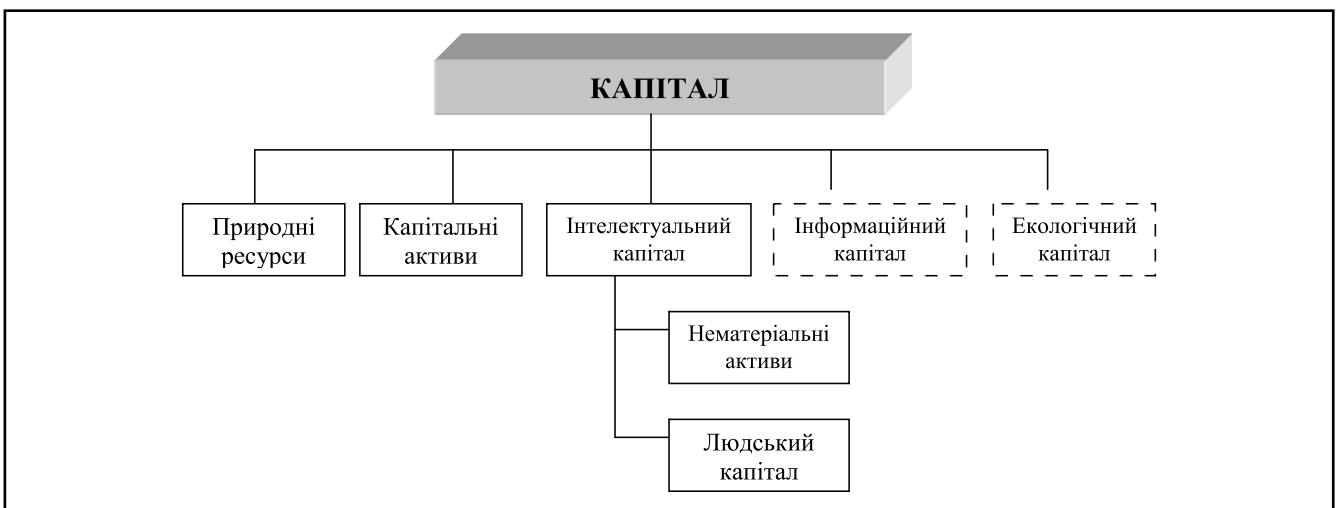 КАПІТАЛ
Природні
ресурси
Капітальні
активи
Інтелектуальний
капітал
Інформаційний
капітал
Екологічний
капітал
Нематеріальні
активи
Людський
капітал